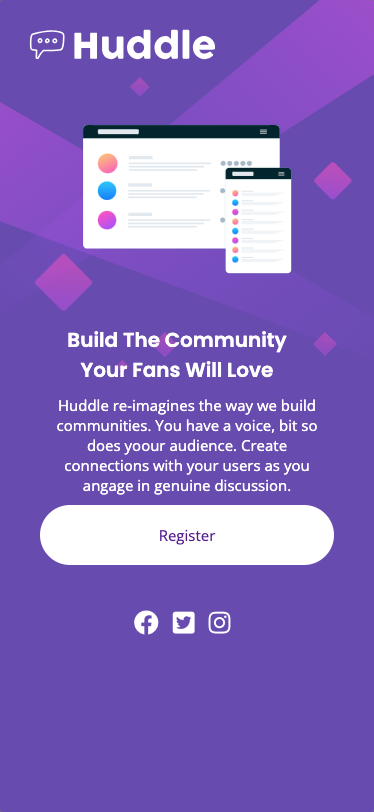 Huddle
Build The Community
Your Fans Will Love
Huddle re-imagines the way we build
communities. You have a voice, bit so
does yoour audience. Create
connections with your users as you
angage in genuine discussion.
Register